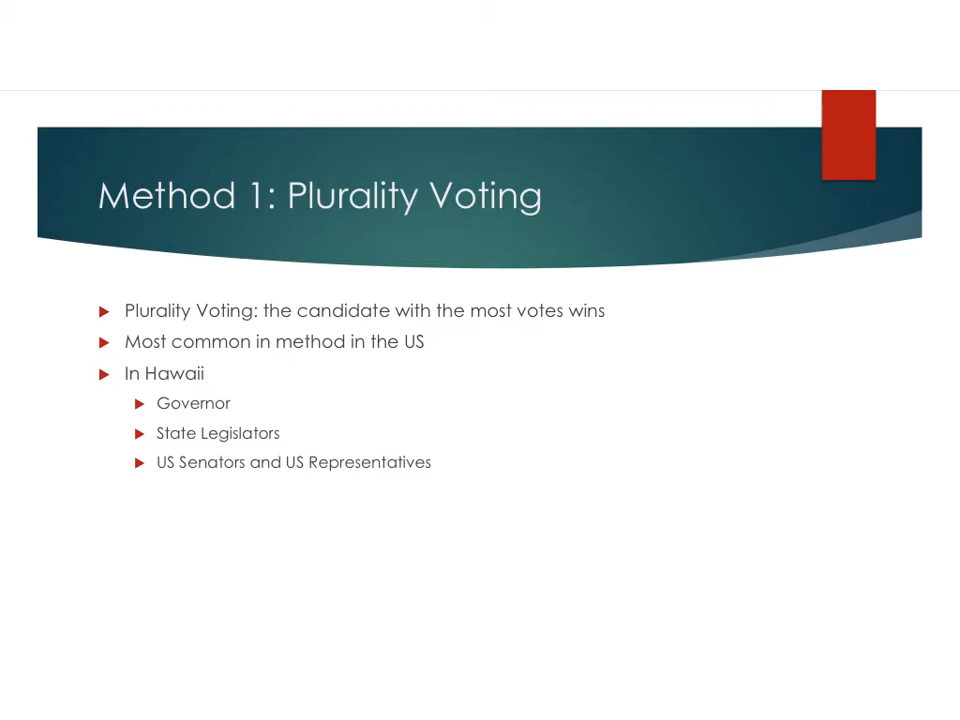 Method 1: Plurality Voting
Plurality Voting: the candidate with the most votes wins
Most common in method in the US
In Hawaii
Governor
State Legislators
US Senators and US Representatives